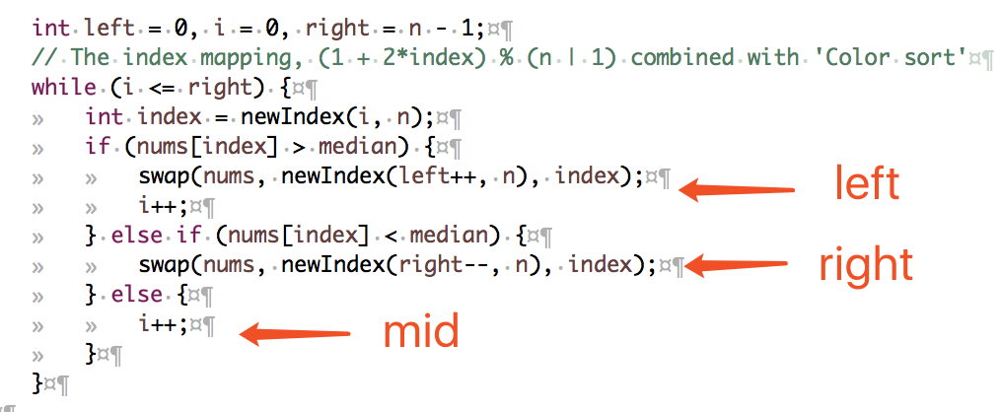 int left = 0, i = 0, right = n - 1;¤¶
// The index mapping, (1 + 2*index) % (n | 1) combined with 'Color sort'¤¶
while (i <= right) {¤¶
»   int index = newIndex(i, n);¤¶
»   if (nums[index] > median) {¤¶
»   »   swap(nums, newIndex(left++, n), index);¤¶ left
»   »   i++;¤¶
»   } else if (nums[index] < median) {¤¶
»   »   swap(nums, newIndex(right--, n), index);¤¶ right
»   } else {¤¶
»   »   i++;¤¶ mid
»   }¤¶
}¤¶
¤¶